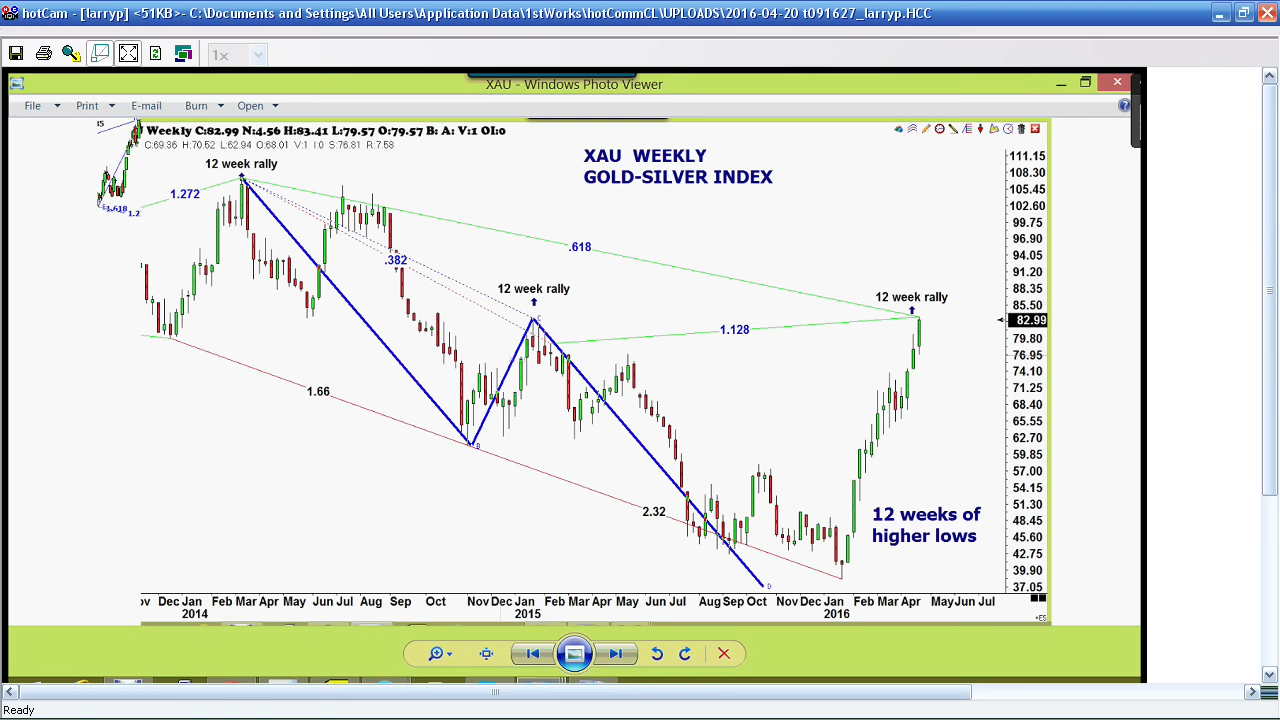 hotCam - [larryp] <51KB> - C:\Documents and Settings\All Users\Application Data\1stWorks\hotCommCL\UPLOADS\2016-04-20 t091627_larryp.HCC
1x
XAU - Windows Photo Viewer
File Print E-mail Burn Open
Weekly C:82.99 N:4.56 H:83.41 L:79.57 O:79.57 B: A: V:1 OI:0
C:69.36 H:70.52 L:62.94 O:68.01 V:1 I:0 S:76.81 R:7.58
XAU WEEKLY
GOLD-SILVER INDEX
12 week rally
1.272
1.618
1.2
.382
.618
12 week rally
C
12 week rally
1.128
1.66
B
2.32
12 weeks of
higher lows
D
111.15
108.30
105.45
102.60
99.75
96.90
94.05
91.20
88.35
85.50
82.99
79.80
76.95
74.10
71.25
68.40
65.55
62.70
59.85
57.00
54.15
51.30
48.45
45.60
42.75
39.90
37.05
Dec Jan Feb Mar Apr May Jun Jul Aug Sep Oct Nov Dec Jan Feb Mar Apr May Jun Jul Aug Sep Oct Nov Dec Jan Feb Mar Apr May Jun Jul
2014 2015 2016
+ES
Ready